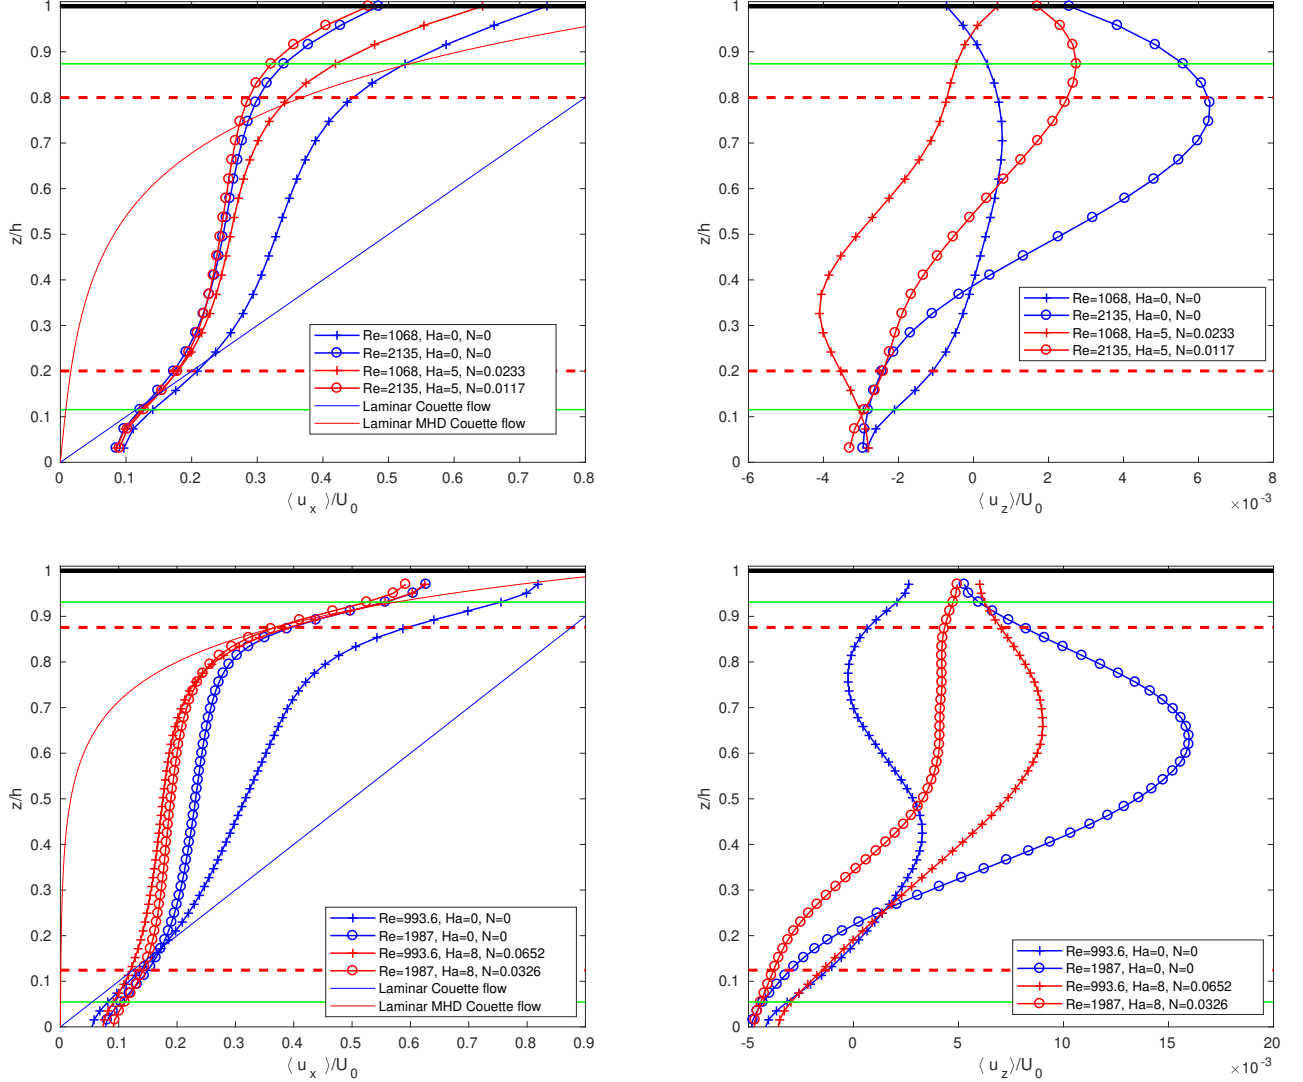 1
0.9
0.8
0.7
0.6
0.5
0.4
0.3
0.2
0.1
0
z/h
0 0.1 0.2 0.3 0.4 0.5 0.6 0.7 0.8
⟨ u_x ⟩/U_0
Re=1068, Ha=0, N=0
Re=2135, Ha=0, N=0
Re=1068, Ha=5, N=0.0233
Re=2135, Ha=5, N=0.0117
Laminar Couette flow
Laminar MHD Couette flow
1
0.9
0.8
0.7
0.6
0.5
0.4
0.3
0.2
0.1
0
z/h
-6 -4 -2 0 2 4 6 8
⟨ u_z ⟩/U_0
×10^-3
Re=1068, Ha=0, N=0
Re=2135, Ha=0, N=0
Re=1068, Ha=5, N=0.0233
Re=2135, Ha=5, N=0.0117
1
0.9
0.8
0.7
0.6
0.5
0.4
0.3
0.2
0.1
0
z/h
0 0.1 0.2 0.3 0.4 0.5 0.6 0.7 0.8 0.9
⟨ u_x ⟩/U_0
Re=993.6, Ha=0, N=0
Re=1987, Ha=0, N=0
Re=993.6, Ha=8, N=0.0652
Re=1987, Ha=8, N=0.0326
Laminar Couette flow
Laminar MHD Couette flow
1
0.9
0.8
0.7
0.6
0.5
0.4
0.3
0.2
0.1
0
z/h
-5 0 5 10 15 20
⟨ u_z ⟩/U_0
×10^-3
Re=993.6, Ha=0, N=0
Re=1987, Ha=0, N=0
Re=993.6, Ha=8, N=0.0652
Re=1987, Ha=8, N=0.0326